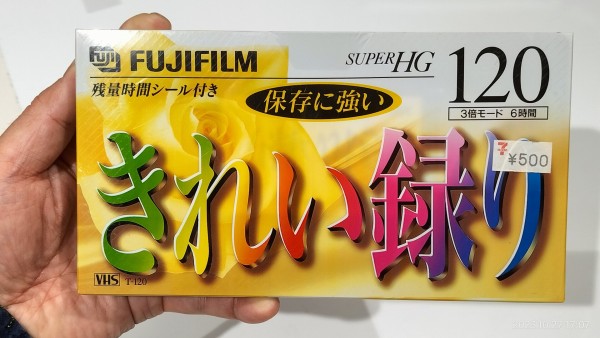 FUJI FUJIFILM
SUPER HG
120
残量時間シール付き
保存に強い
3倍モード 6時間
¥500
きれい録り
VHS T-120